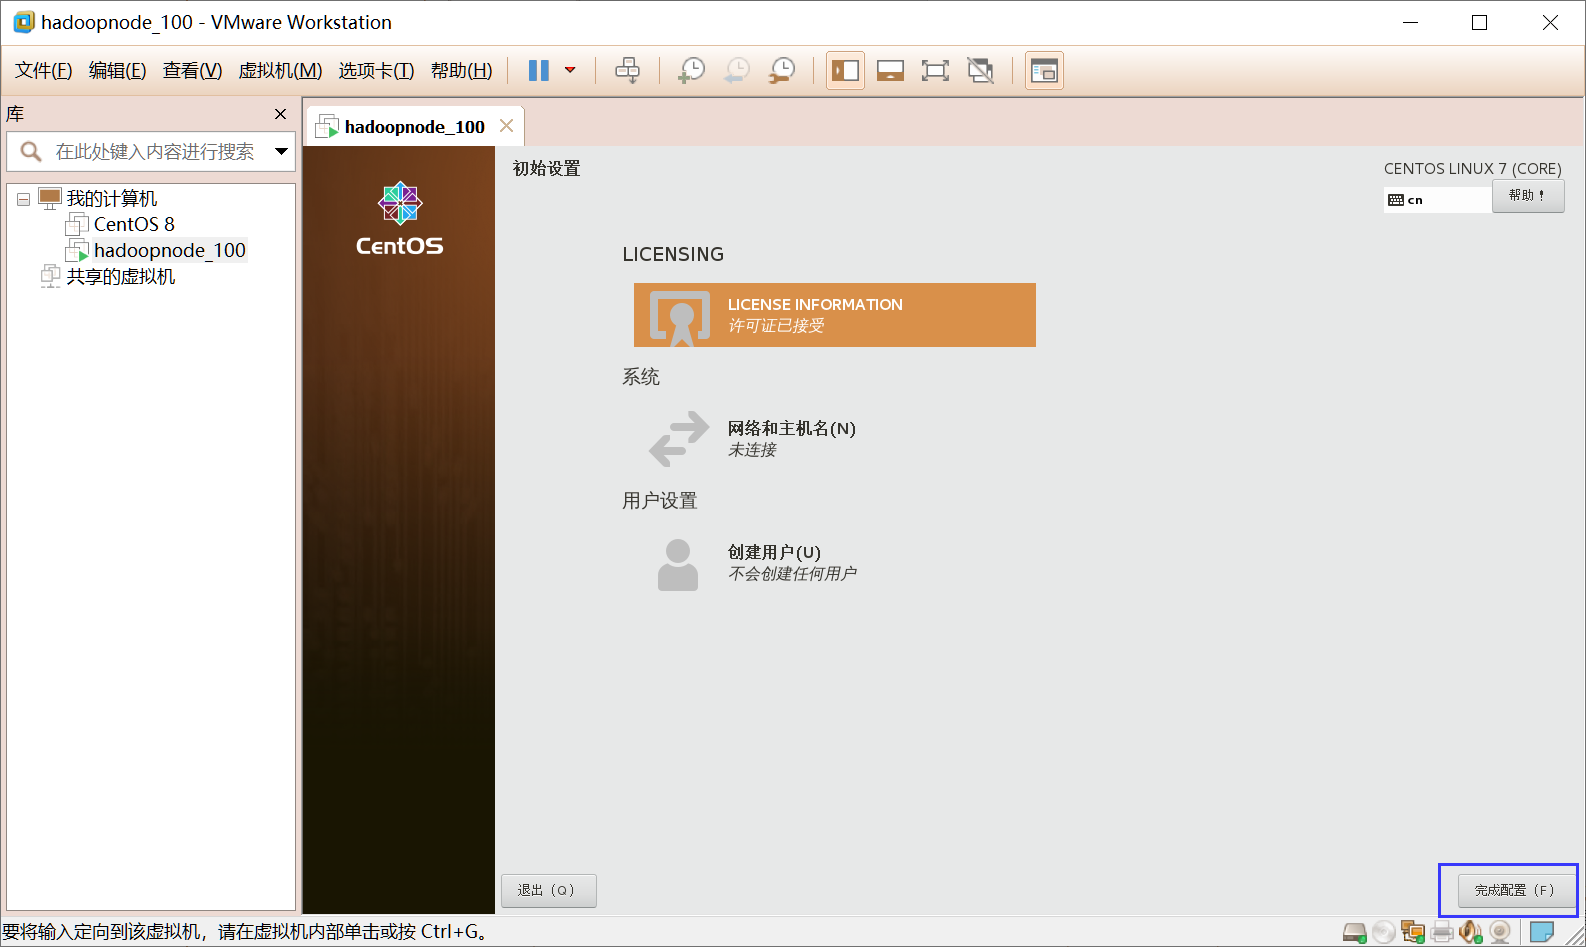 hadoopnode_100 - VMware Workstation
文件(F) 编辑(E) 查看(V) 虚拟机(M) 选项卡(T) 帮助(H)
库
在此处键入内容进行搜索
我的计算机
CentOS 8
hadoopnode_100
共享的虚拟机
hadoopnode_100
CentOS
初始设置
CENTOS LINUX 7 (CORE)
cn
帮助！
LICENSING
LICENSE INFORMATION
许可证已接受
系统
网络和主机名(N)
未连接
用户设置
创建用户(U)
不会创建任何用户
退出（Q）
完成配置（F）
要将输入定向到该虚拟机，请在虚拟机内部单击或按 Ctrl+G。